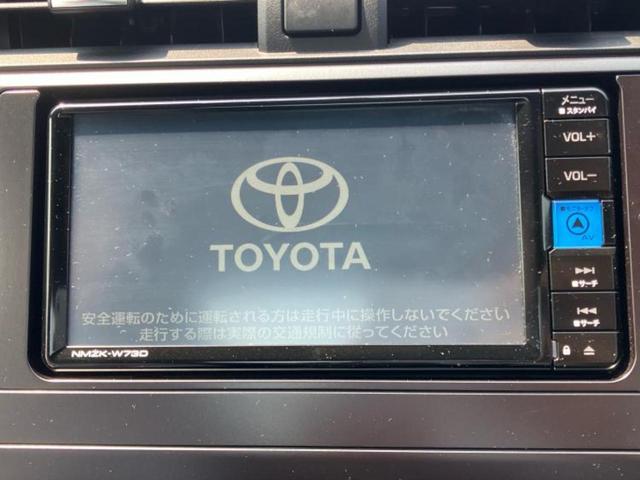 TOYOTA
安全運転のために運転される方は走行中に操作しないでください
走行する際は実際の交通規制に従ってください
NMZK-W73D
メニュー
スタンバイ
VOL+
VOL−
AV
サーチ
サーチ